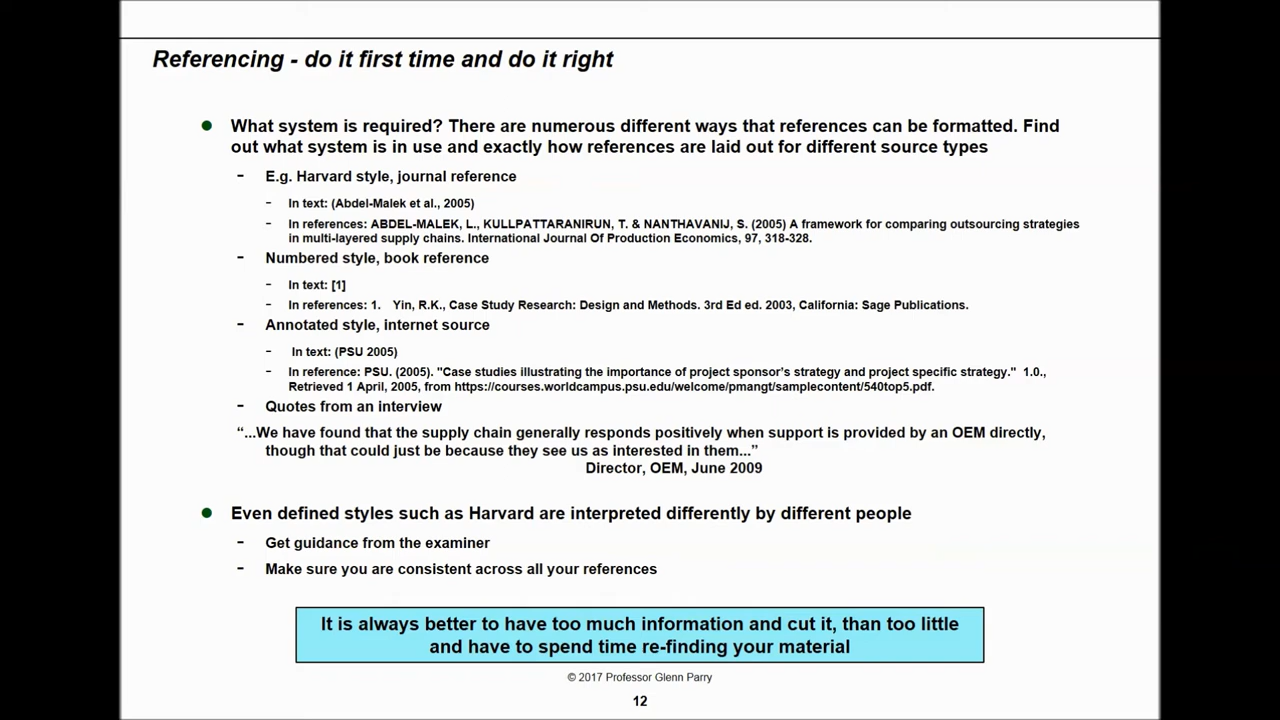 Referencing - do it first time and do it right
● What system is required? There are numerous different ways that references can be formatted. Find
out what system is in use and exactly how references are laid out for different source types
- E.g. Harvard style, journal reference
- In text: (Abdel-Malek et al., 2005)
- In references: ABDEL-MALEK, L., KULLPATTARANIRUN, T. & NANTHAVANIJ, S. (2005) A framework for comparing outsourcing strategies
in multi-layered supply chains. International Journal Of Production Economics, 97, 318-328.
- Numbered style, book reference
- In text: [1]
- In references: 1. Yin, R.K., Case Study Research: Design and Methods. 3rd Ed ed. 2003, California: Sage Publications.
- Annotated style, internet source
- In text: (PSU 2005)
- In reference: PSU. (2005). "Case studies illustrating the importance of project sponsor’s strategy and project specific strategy." 1.0.,
Retrieved 1 April, 2005, from https://courses.worldcampus.psu.edu/welcome/pmangt/samplecontent/540top5.pdf.
- Quotes from an interview
“...We have found that the supply chain generally responds positively when support is provided by an OEM directly,
though that could just be because they see us as interested in them...”
Director, OEM, June 2009
● Even defined styles such as Harvard are interpreted differently by different people
- Get guidance from the examiner
- Make sure you are consistent across all your references
It is always better to have too much information and cut it, than too little
and have to spend time re-finding your material
© 2017 Professor Glenn Parry
12